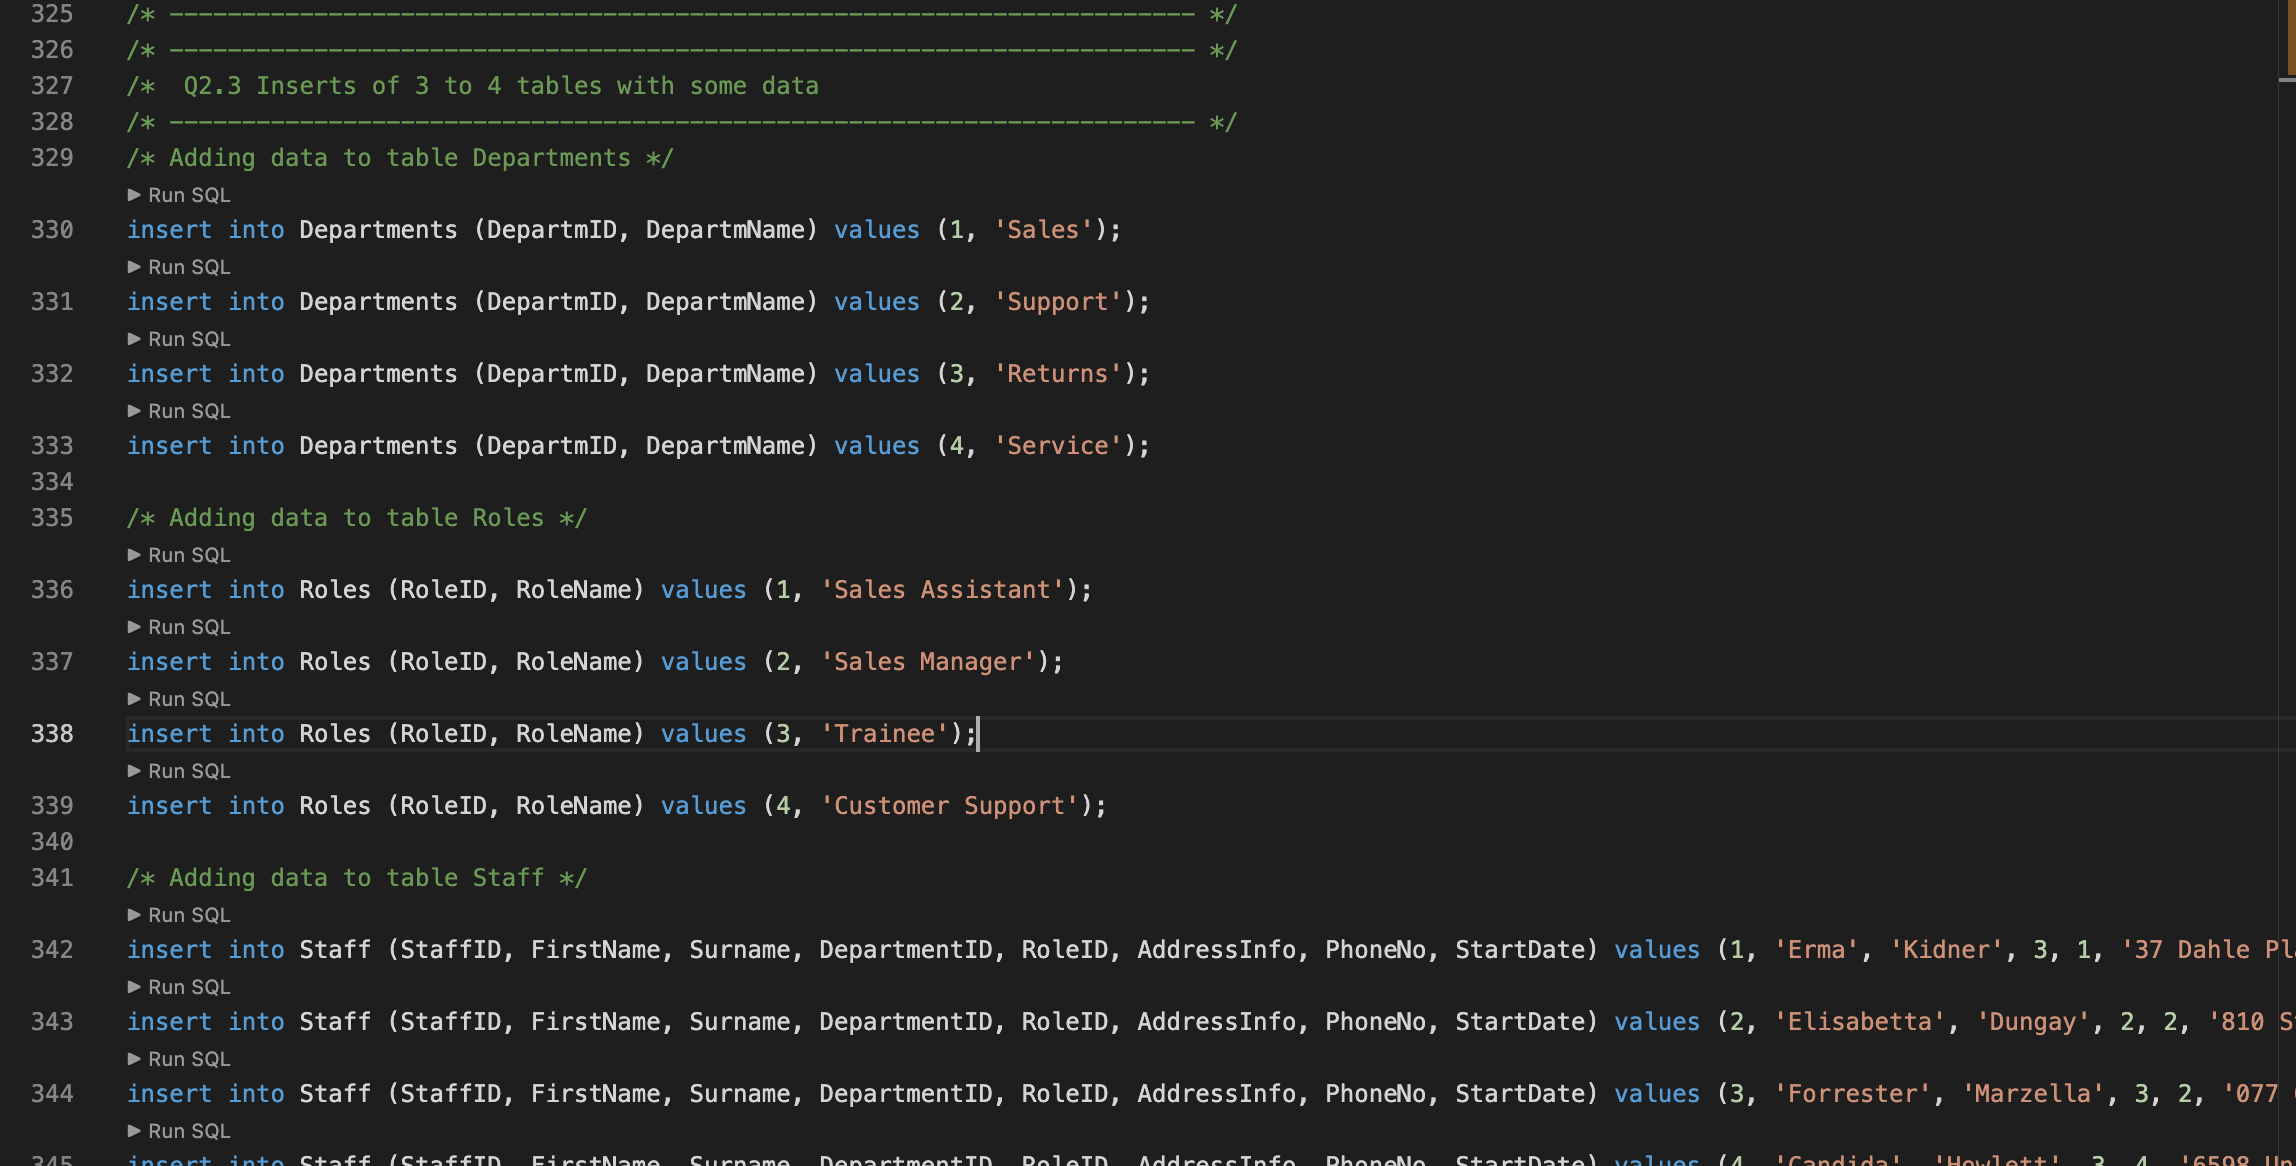 325 /* ----------------------------------------------------------------------- */
326 /* ----------------------------------------------------------------------- */
327 /*  Q2.3 Inserts of 3 to 4 tables with some data
328 /* ----------------------------------------------------------------------- */
329 /* Adding data to table Departments */
▶ Run SQL
330 insert into Departments (DepartmID, DepartmName) values (1, 'Sales');
▶ Run SQL
331 insert into Departments (DepartmID, DepartmName) values (2, 'Support');
▶ Run SQL
332 insert into Departments (DepartmID, DepartmName) values (3, 'Returns');
▶ Run SQL
333 insert into Departments (DepartmID, DepartmName) values (4, 'Service');
334
335 /* Adding data to table Roles */
▶ Run SQL
336 insert into Roles (RoleID, RoleName) values (1, 'Sales Assistant');
▶ Run SQL
337 insert into Roles (RoleID, RoleName) values (2, 'Sales Manager');
▶ Run SQL
338 insert into Roles (RoleID, RoleName) values (3, 'Trainee');
▶ Run SQL
339 insert into Roles (RoleID, RoleName) values (4, 'Customer Support');
340
341 /* Adding data to table Staff */
▶ Run SQL
342 insert into Staff (StaffID, FirstName, Surname, DepartmentID, RoleID, AddressInfo, PhoneNo, StartDate) values (1, 'Erma', 'Kidner', 3, 1, '37 Dahle
▶ Run SQL
343 insert into Staff (StaffID, FirstName, Surname, DepartmentID, RoleID, AddressInfo, PhoneNo, StartDate) values (2, 'Elisabetta', 'Dungay', 2, 2, '810
▶ Run SQL
344 insert into Staff (StaffID, FirstName, Surname, DepartmentID, RoleID, AddressInfo, PhoneNo, StartDate) values (3, 'Forrester', 'Marzella', 3, 2, '077
▶ Run SQL
345 insert into Staff (StaffID, FirstName, Surname, DepartmentID, RoleID, AddressInfo, PhoneNo, StartDate) values (4, 'Candida', 'Howlett', 3, 4, '6598